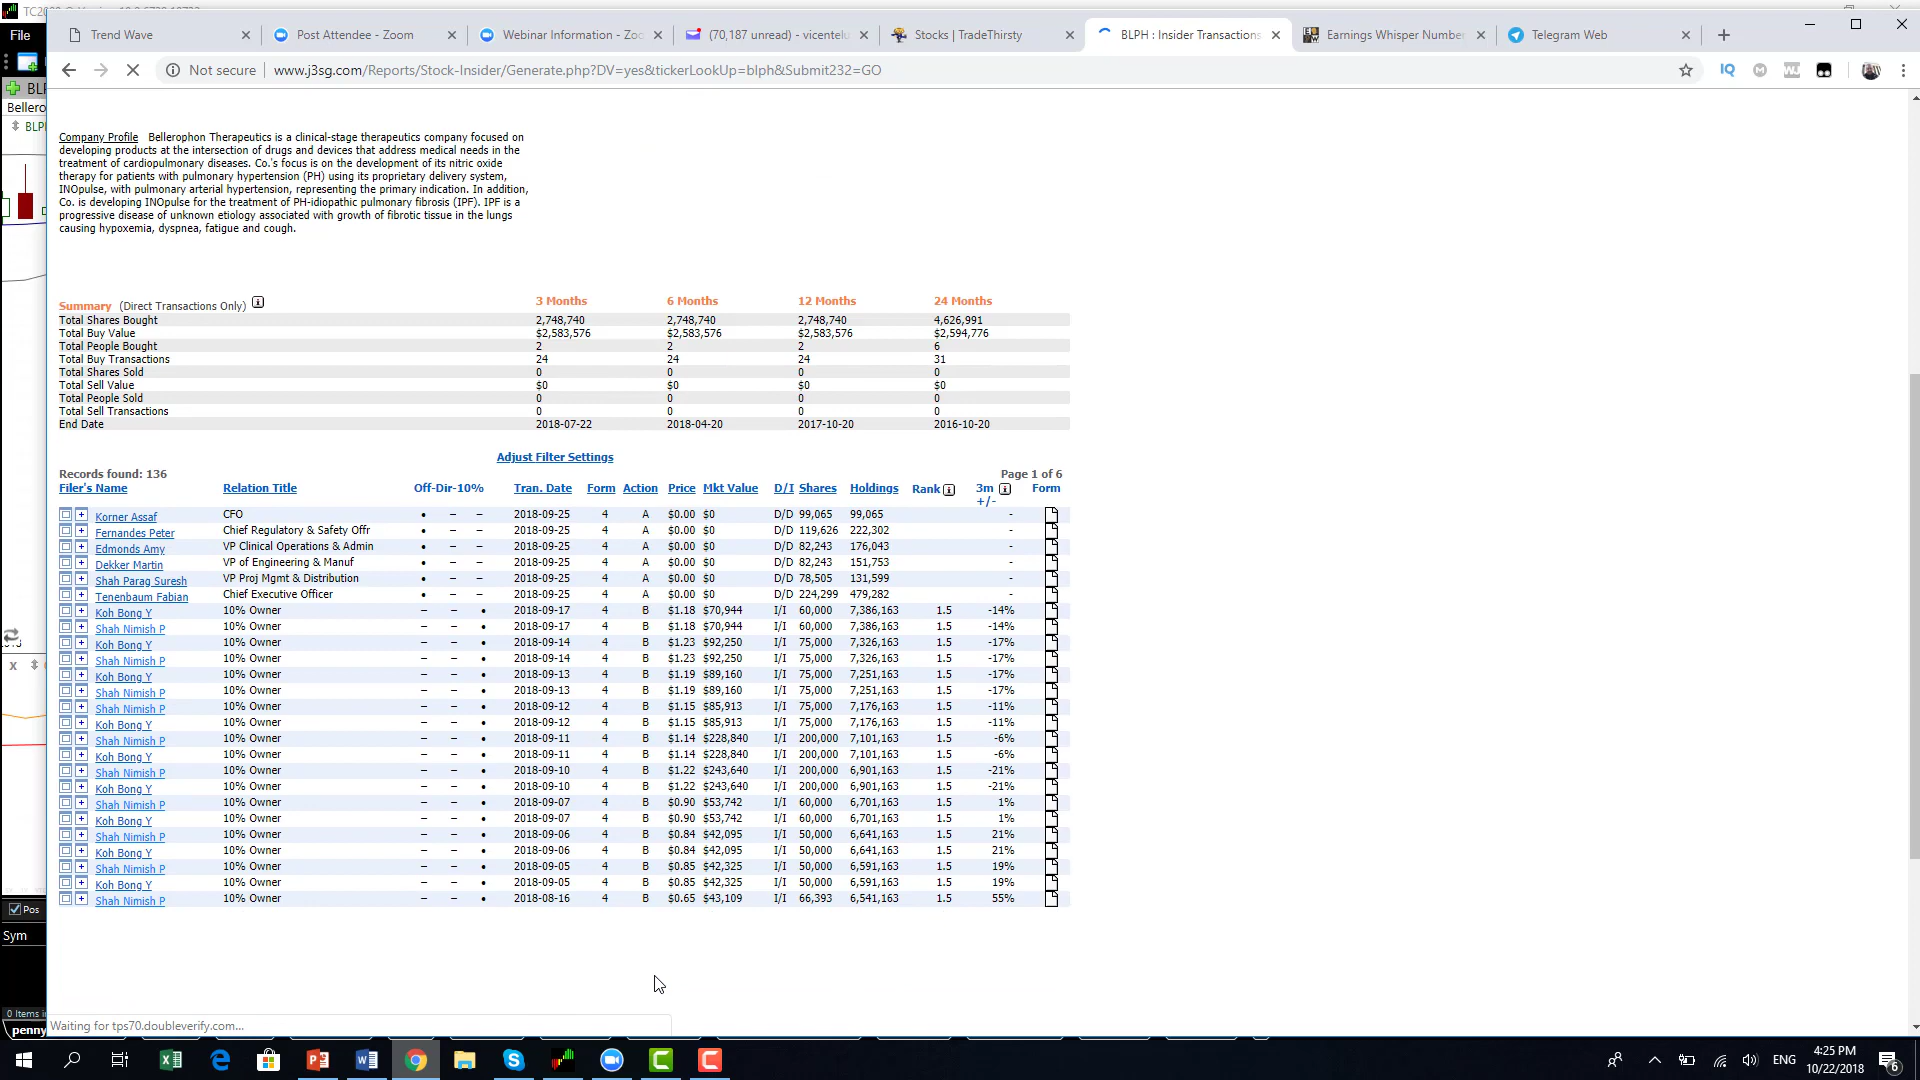 File
Trend Wave
Post Attendee - Zoom
Webinar Information - Zoo
(70,187 unread) - vicentelu
Stocks | TradeThirsty
BLPH : Insider Transactions
Earnings Whisper Number
Telegram Web
Not secure | www.j3sg.com/Reports/Stock-Insider/Generate.php?DV=yes&tickerLookUp=blph&Submit232=GO
Company Profile Bellerophon Therapeutics is a clinical-stage therapeutics company focused on
developing products at the intersection of drugs and devices that address medical needs in the
treatment of cardiopulmonary diseases. Co.'s focus is on the development of its nitric oxide
therapy for patients with pulmonary hypertension (PH) using its proprietary delivery system,
INOpulse, with pulmonary arterial hypertension, representing the primary indication. In addition,
Co. is developing INOpulse for the treatment of PH-idiopathic pulmonary fibrosis (IPF). IPF is a
progressive disease of unknown etiology associated with growth of fibrotic tissue in the lungs
causing hypoxemia, dyspnea, fatigue and cough.
Summary (Direct Transactions Only) 3 Months 6 Months 12 Months 24 Months
Total Shares Bought 2,748,740 2,748,740 2,748,740 4,626,991
Total Buy Value $2,583,576 $2,583,576 $2,583,576 $2,594,776
Total People Bought 2 2 2 6
Total Buy Transactions 24 24 24 31
Total Shares Sold 0 0 0 0
Total Sell Value $0 $0 $0 $0
Total People Sold 0 0 0 0
Total Sell Transactions 0 0 0 0
End Date 2018-07-22 2018-04-20 2017-10-20 2016-10-20
Adjust Filter Settings
Records found: 136 Page 1 of 6
Filer's Name Relation Title Off-Dir-10% Tran. Date Form Action Price Mkt Value D/I Shares Holdings Rank 3m +/- Form
Korner Assaf CFO • – – 2018-09-25 4 A $0.00 $0 D/D 99,065 99,065 -
Fernandes Peter Chief Regulatory & Safety Offr • – – 2018-09-25 4 A $0.00 $0 D/D 119,626 222,302 -
Edmonds Amy VP Clinical Operations & Admin • – – 2018-09-25 4 A $0.00 $0 D/D 82,243 176,043 -
Dekker Martin VP of Engineering & Manuf • – – 2018-09-25 4 A $0.00 $0 D/D 82,243 151,753 -
Shah Parag Suresh VP Proj Mgmt & Distribution • – – 2018-09-25 4 A $0.00 $0 D/D 78,505 131,599 -
Tenenbaum Fabian Chief Executive Officer • – – 2018-09-25 4 A $0.00 $0 D/D 224,299 479,282 -
Koh Bong Y 10% Owner – – • 2018-09-17 4 B $1.18 $70,944 I/I 60,000 7,386,163 1.5 -14%
Shah Nimish P 10% Owner – – • 2018-09-17 4 B $1.18 $70,944 I/I 60,000 7,386,163 1.5 -14%
Koh Bong Y 10% Owner – – • 2018-09-14 4 B $1.23 $92,250 I/I 75,000 7,326,163 1.5 -17%
Shah Nimish P 10% Owner – – • 2018-09-14 4 B $1.23 $92,250 I/I 75,000 7,326,163 1.5 -17%
Koh Bong Y 10% Owner – – • 2018-09-13 4 B $1.19 $89,160 I/I 75,000 7,251,163 1.5 -17%
Shah Nimish P 10% Owner – – • 2018-09-13 4 B $1.19 $89,160 I/I 75,000 7,251,163 1.5 -17%
Shah Nimish P 10% Owner – – • 2018-09-12 4 B $1.15 $85,913 I/I 75,000 7,176,163 1.5 -11%
Koh Bong Y 10% Owner – – • 2018-09-12 4 B $1.15 $85,913 I/I 75,000 7,176,163 1.5 -11%
Shah Nimish P 10% Owner – – • 2018-09-11 4 B $1.14 $228,840 I/I 200,000 7,101,163 1.5 -6%
Koh Bong Y 10% Owner – – • 2018-09-11 4 B $1.14 $228,840 I/I 200,000 7,101,163 1.5 -6%
Shah Nimish P 10% Owner – – • 2018-09-10 4 B $1.22 $243,640 I/I 200,000 6,901,163 1.5 -21%
Koh Bong Y 10% Owner – – • 2018-09-10 4 B $1.22 $243,640 I/I 200,000 6,901,163 1.5 -21%
Shah Nimish P 10% Owner – – • 2018-09-07 4 B $0.90 $53,742 I/I 60,000 6,701,163 1.5 1%
Koh Bong Y 10% Owner – – • 2018-09-07 4 B $0.90 $53,742 I/I 60,000 6,701,163 1.5 1%
Shah Nimish P 10% Owner – – • 2018-09-06 4 B $0.84 $42,095 I/I 50,000 6,641,163 1.5 21%
Koh Bong Y 10% Owner – – • 2018-09-06 4 B $0.84 $42,095 I/I 50,000 6,641,163 1.5 21%
Shah Nimish P 10% Owner – – • 2018-09-05 4 B $0.85 $42,325 I/I 50,000 6,591,163 1.5 19%
Koh Bong Y 10% Owner – – • 2018-09-05 4 B $0.85 $42,325 I/I 50,000 6,591,163 1.5 19%
Shah Nimish P 10% Owner – – • 2018-08-16 4 B $0.65 $43,109 I/I 66,393 6,541,163 1.5 55%
Pos
Sym
0 Items
penny
Waiting for tps70.doubleverify.com...
ENG
4:25 PM
10/22/2018
6